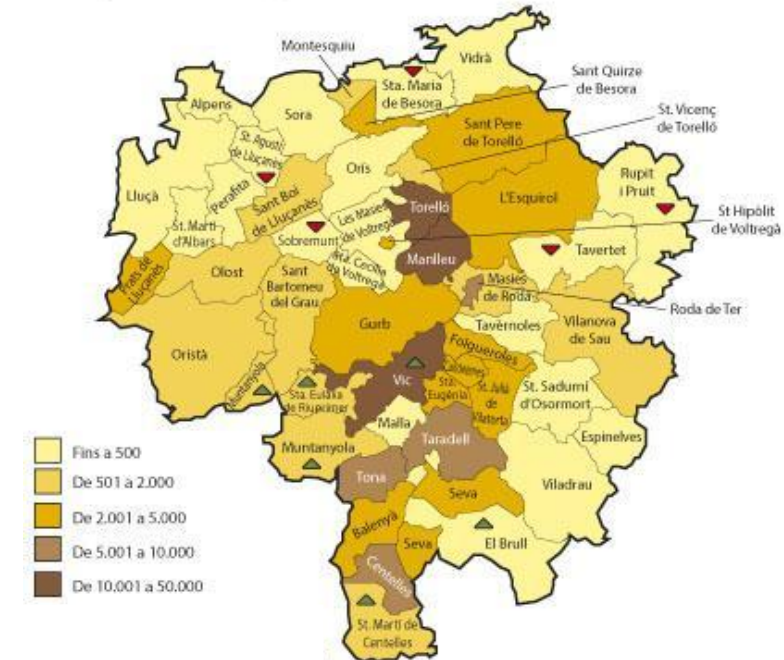 Montesquiu
Vidrà
Sant Quirze
de Besora
Sta. Maria
de Besora
Alpens
Sora
St. Vicenç
de Torelló
Sant Pere
de Torelló
St. Agustí
de Lluçanès
Orís
Rupit
i Pruit
Lluçà
Perafita
Sant Boi
de Lluçanès
L'Esquirol
Torelló
Les Masies
de Voltregà
St Hipòlit
de Voltregà
St. Martí
d'Albars
Sobremunt
Manlleu
Tavertet
Sta. Cecília
de Voltregà
Prats de
Lluçanès
Olost
Sant
Bartomeu
del Grau
Masies
de Roda
Roda de Ter
Gurb
Tavèrnoles
Vilanova
de Sau
Oristà
Folgueroles
Muntanyola
Sta. Eulàlia
de Riuprimer
Vic
Calldetenes
Sta.
Eugènia
St. Julià
de
Vilatorta
St. Sadurní
d'Osormort
Malla
Espinelves
Muntanyola
Taradell
Tona
Viladrau
Seva
Balenyà
Seva
El Brull
Centelles
St. Martí de
Centelles
Fins a 500
De 501 a 2.000
De 2.001 a 5.000
De 5.001 a 10.000
De 10.001 a 50.000